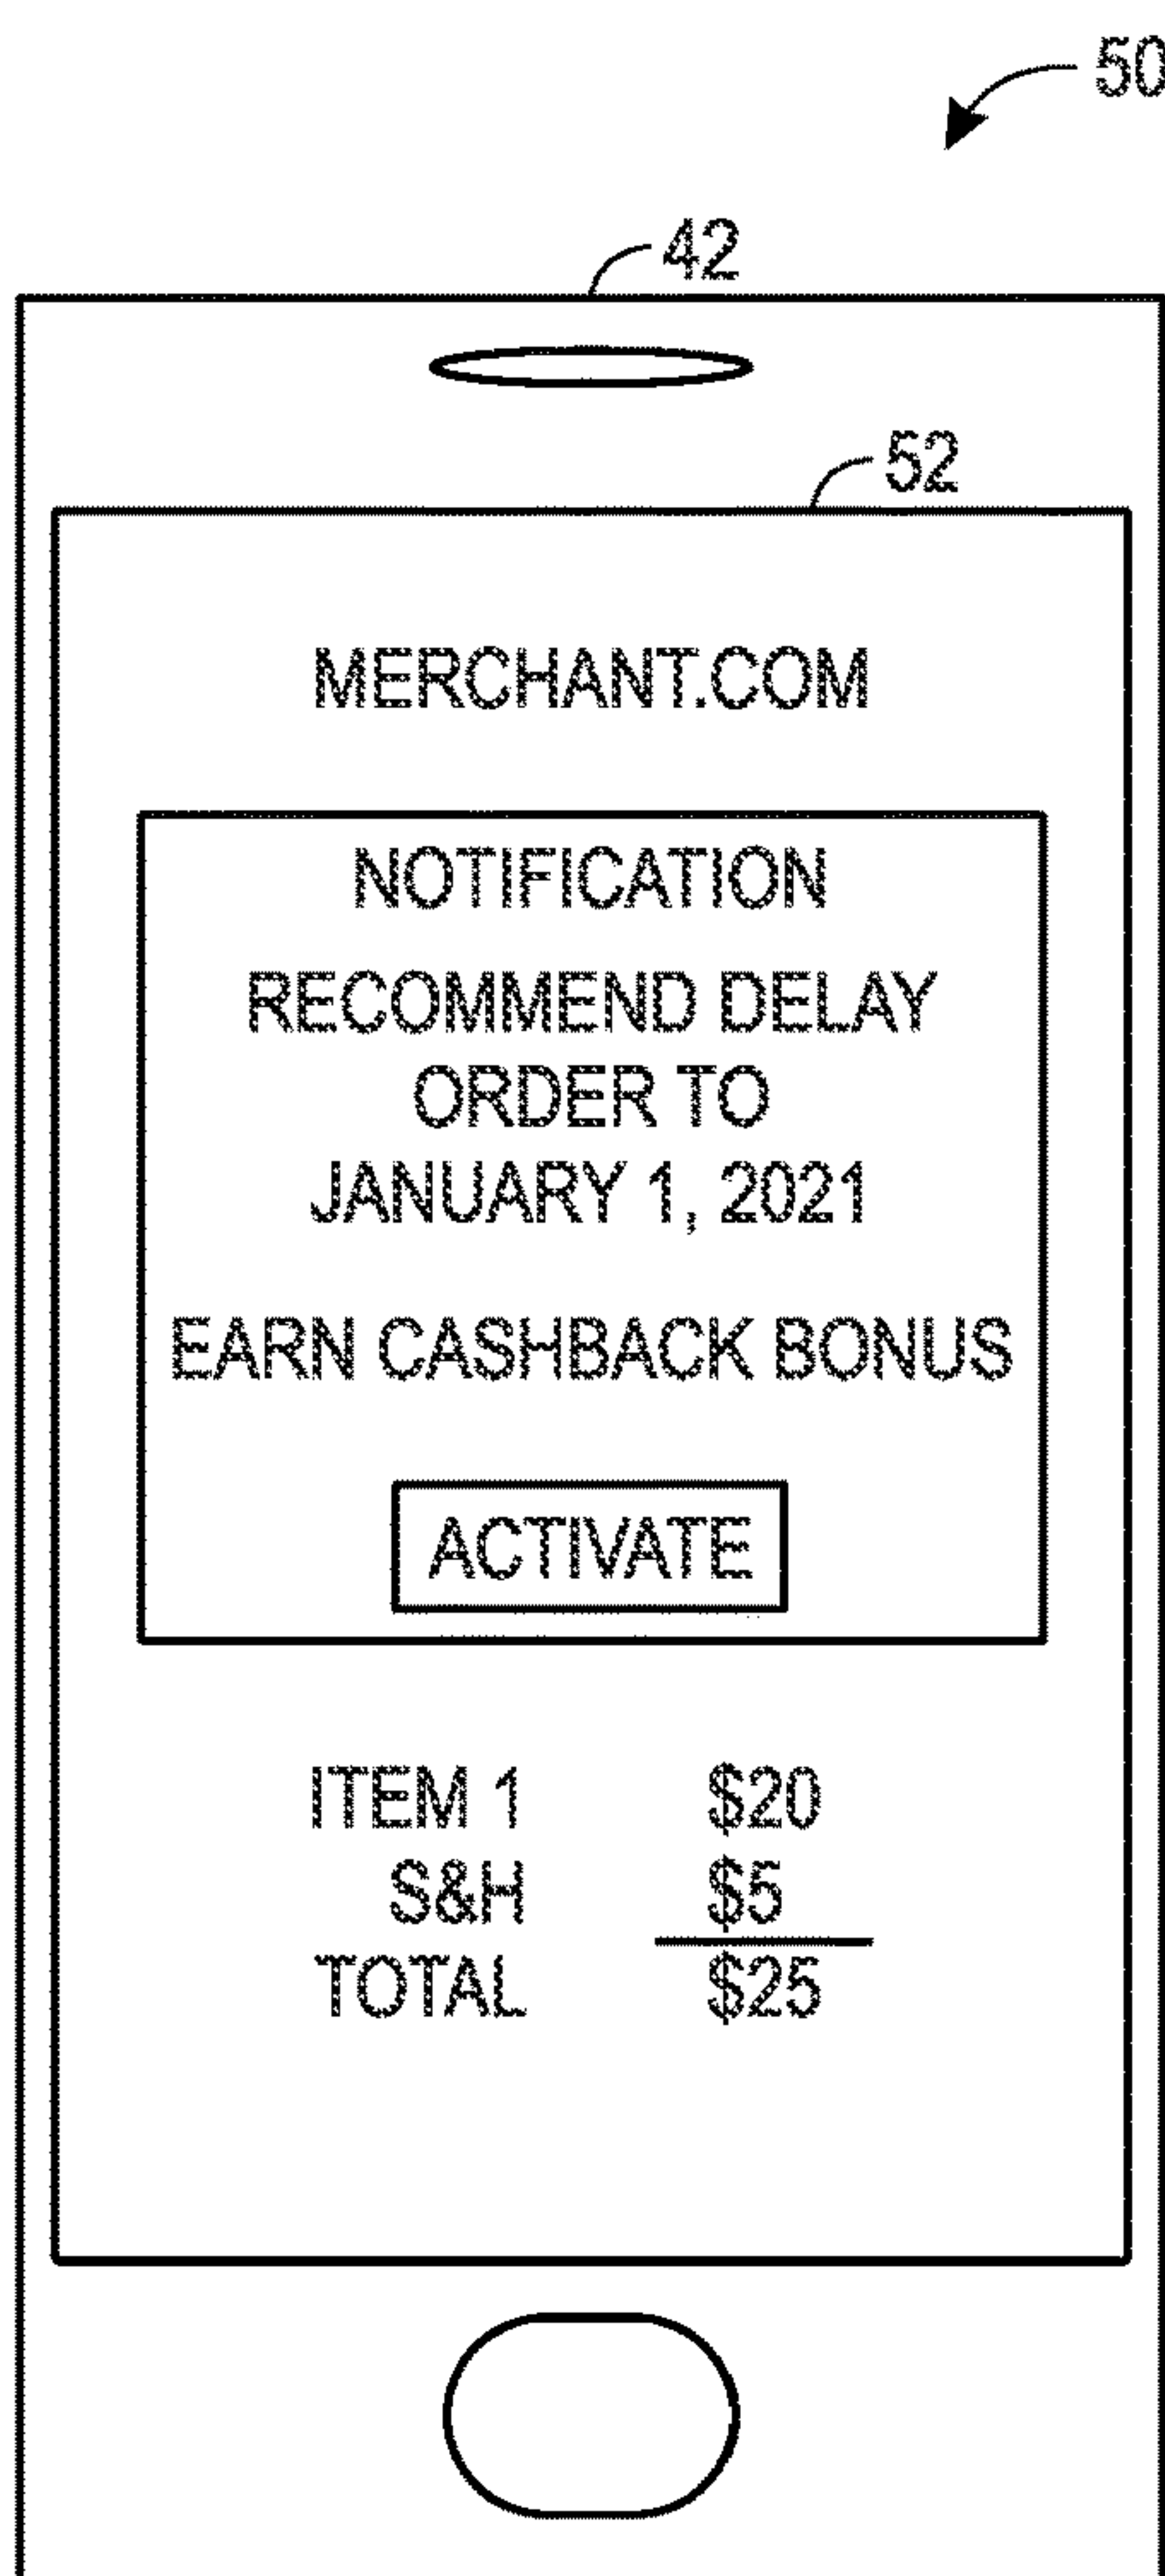 50
42
52
MERCHANT.COM
NOTIFICATION
RECOMMEND DELAY
ORDER TO
JANUARY 1, 2021
EARN CASHBACK BONUS
ACTIVATE
ITEM 1 $20
S&H $5
TOTAL $25